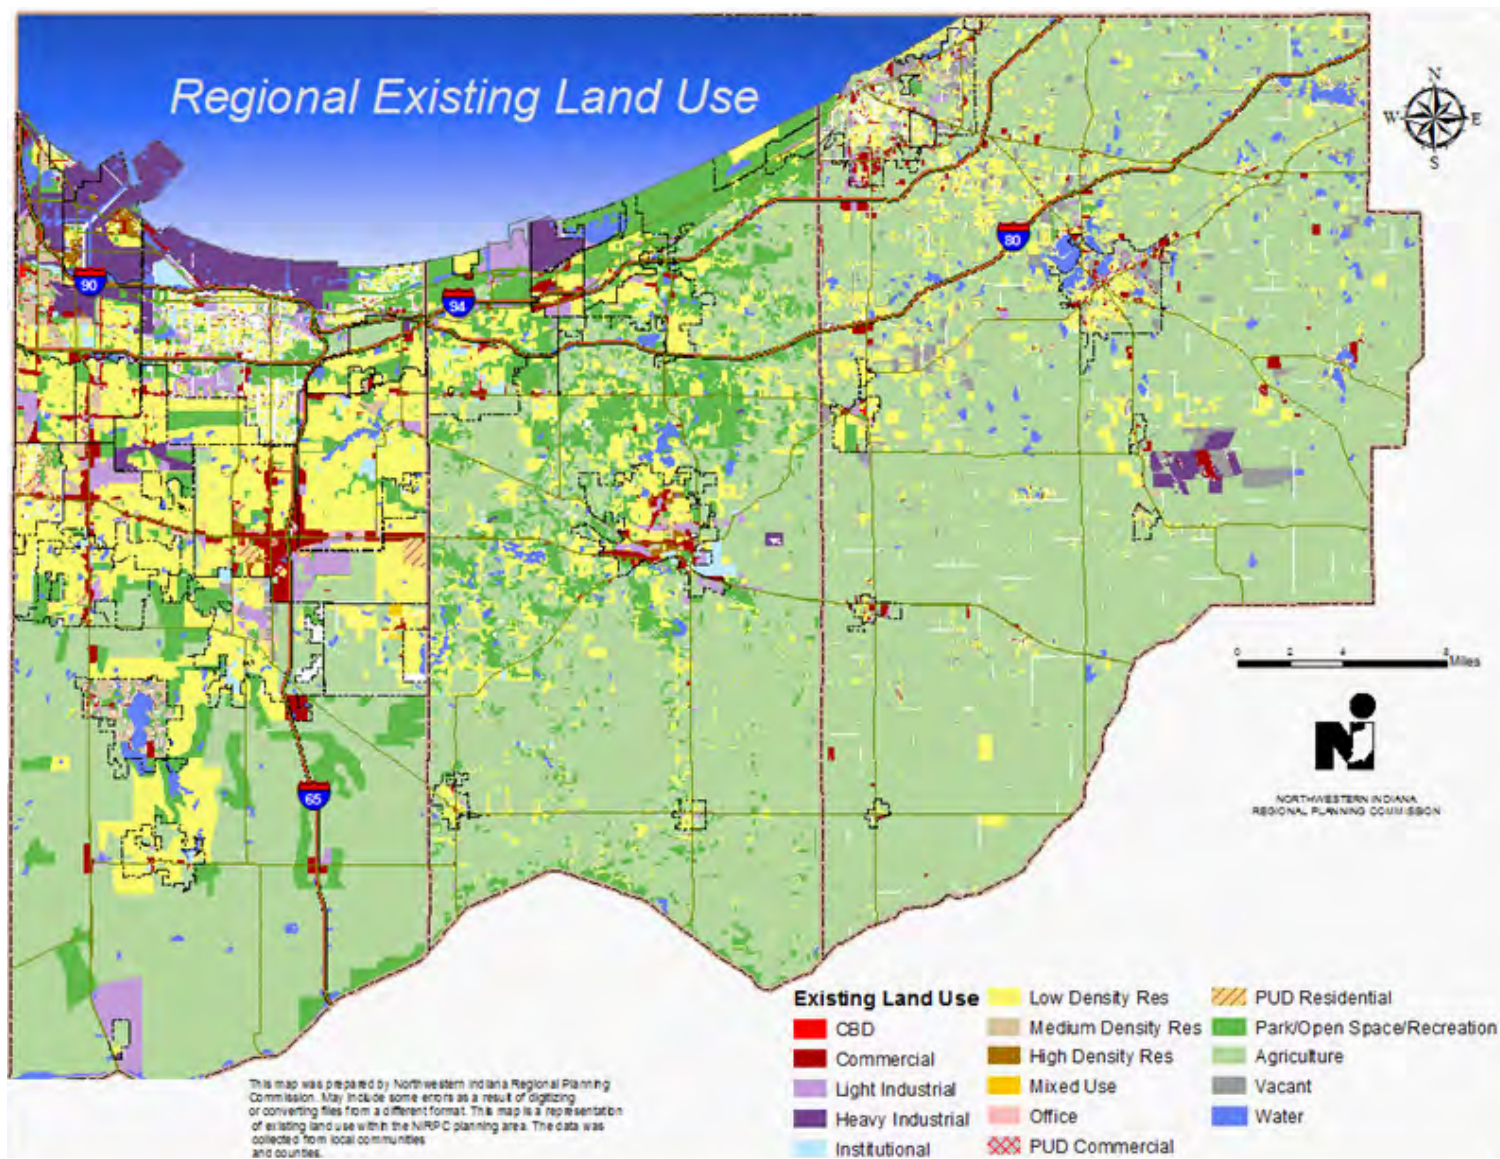 Regional Existing Land Use
N
W
E
S
90
94
80
65
0 2 4 8 Miles
NORTHWESTERN INDIANA
REGIONAL PLANNING COMMISSION
Existing Land Use
CBD
Commercial
Light Industrial
Heavy Industrial
Institutional
Low Density Res
Medium Density Res
High Density Res
Mixed Use
Office
PUD Commercial
PUD Residential
Park/Open Space/Recreation
Agriculture
Vacant
Water
This map was prepared by Northwestern Indiana Regional Planning
Commission. May include some errors as a result of digitizing
or converting files from a different format. This map is a representation
of existing land use within the NIRPC planning area. The data was
collected from local communities
and counties.